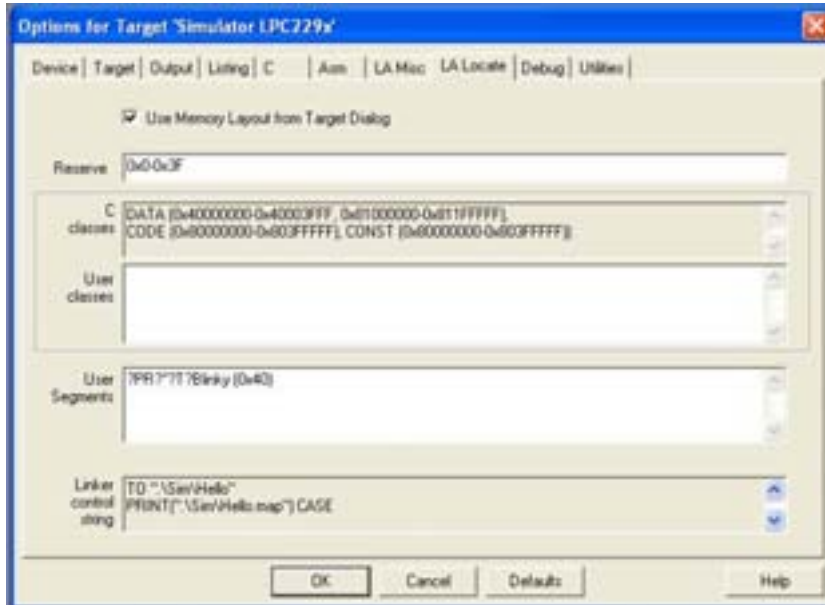 Options for Target 'Simulator LPC229x'
Device Target Output Listing C Asm LA Misc LA Locate Debug Utilities
Use Memory Layout from Target Dialog
Reserve 0x0-0x3F
C classes DATA (0x40000000-0x40003FFF, 0x81000000-0x811FFFFF),
CODE (0x80000000-0x803FFFFF), CONST (0x80000000-0x803FFFFF)
User classes
User Segments ?PR?*?T?Blinky (0x40)
Linker control string TO ".\Sim\Hello"
PRINT(".\Sim\Hello.map") CASE
OK Cancel Defaults Help